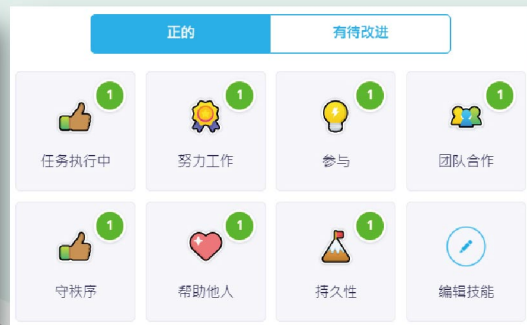 正的 有待改进
1 1 1 1
任务执行中 努力工作 参与 团队合作
1 1 1
守秩序 帮助他人 持久性 编辑技能